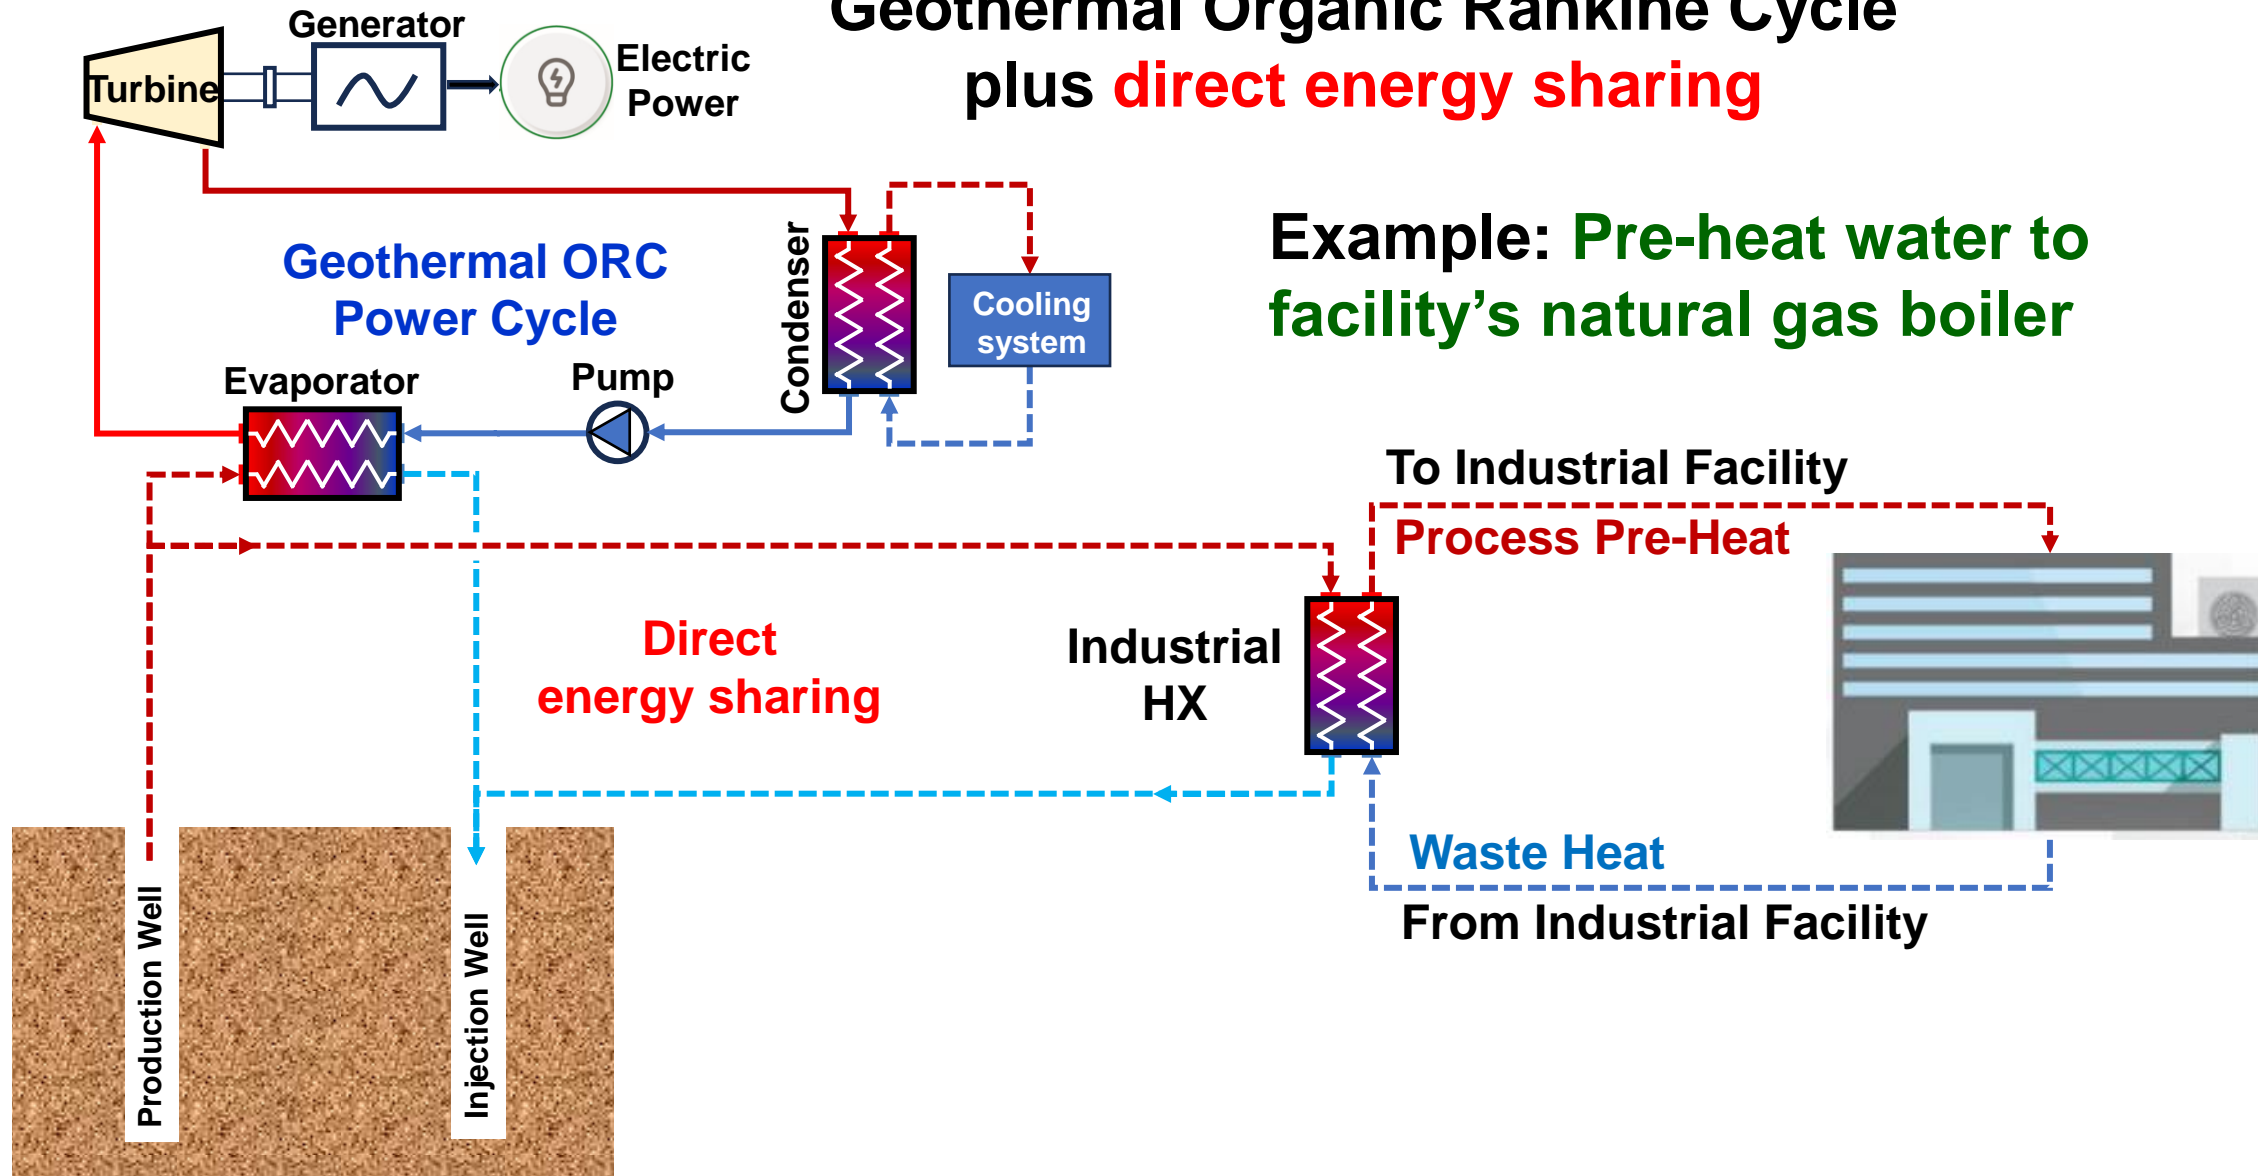 Geothermal Organic Rankine Cycle
plus direct energy sharing
Generator
Turbine
Electric
Power
Example: Pre-heat water to
facility’s natural gas boiler
Geothermal ORC
Power Cycle
Condenser
Cooling
system
Evaporator
Pump
To Industrial Facility
Process Pre-Heat
Direct
energy sharing
Industrial
HX
Waste Heat
From Industrial Facility
Production Well
Injection Well